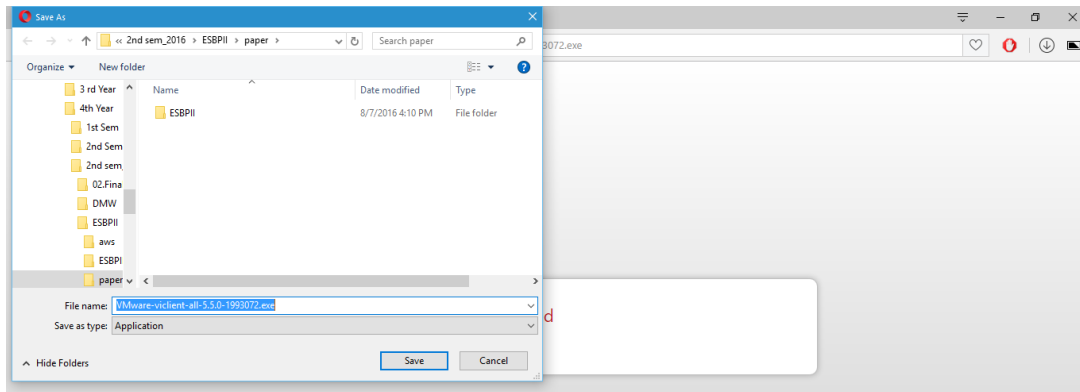 Save As
« 2nd sem_2016 > ESBPII > paper >
Search paper
3072.exe
Organize
New folder
3 rd Year
Name
Date modified
Type
4th Year
ESBPII
8/7/2016 4:10 PM
File folder
1st Sem
2nd Sem
2nd sem_
02.Fina
DMW
ESBPII
aws
ESBPI
paper
File name:
VMware-viclient-all-5.5.0-1993072.exe
d
Save as type:
Application
Hide Folders
Save
Cancel